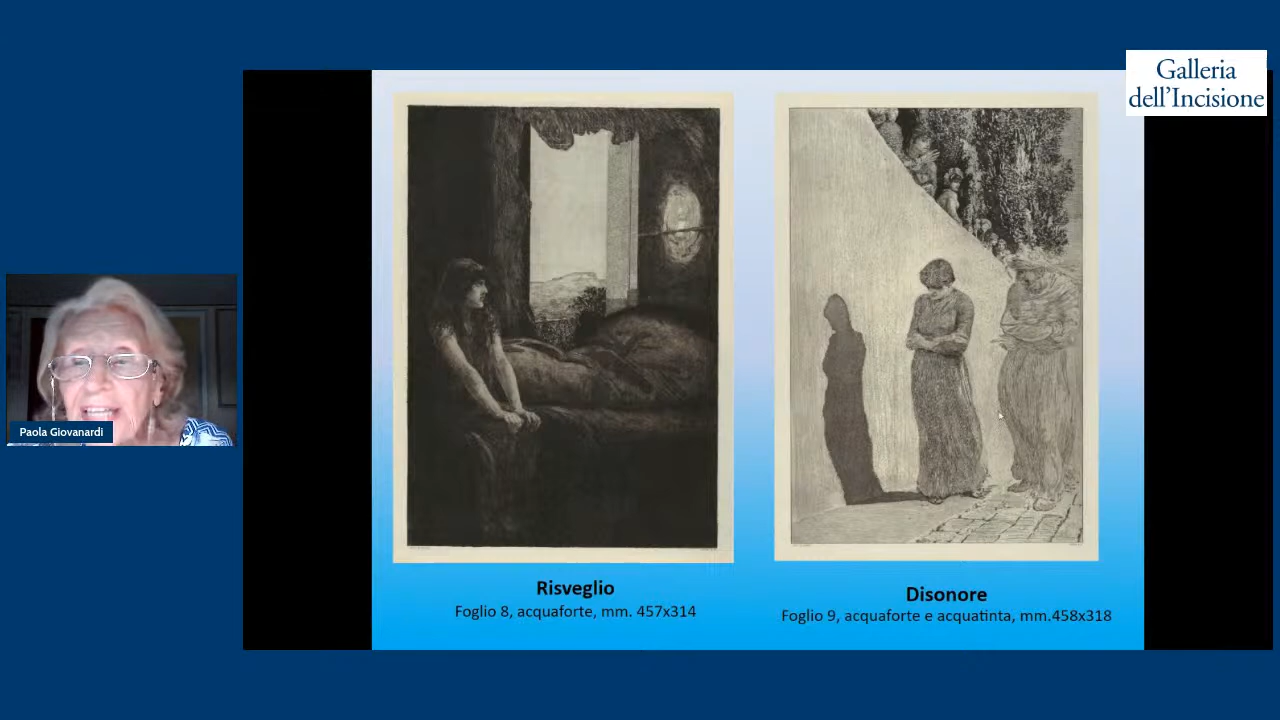 Galleria
dell'Incisione
Paola Giovanardi
Risveglio
Foglio 8, acquaforte, mm. 457x314
Disonore
Foglio 9, acquaforte e acquatinta, mm.458x318